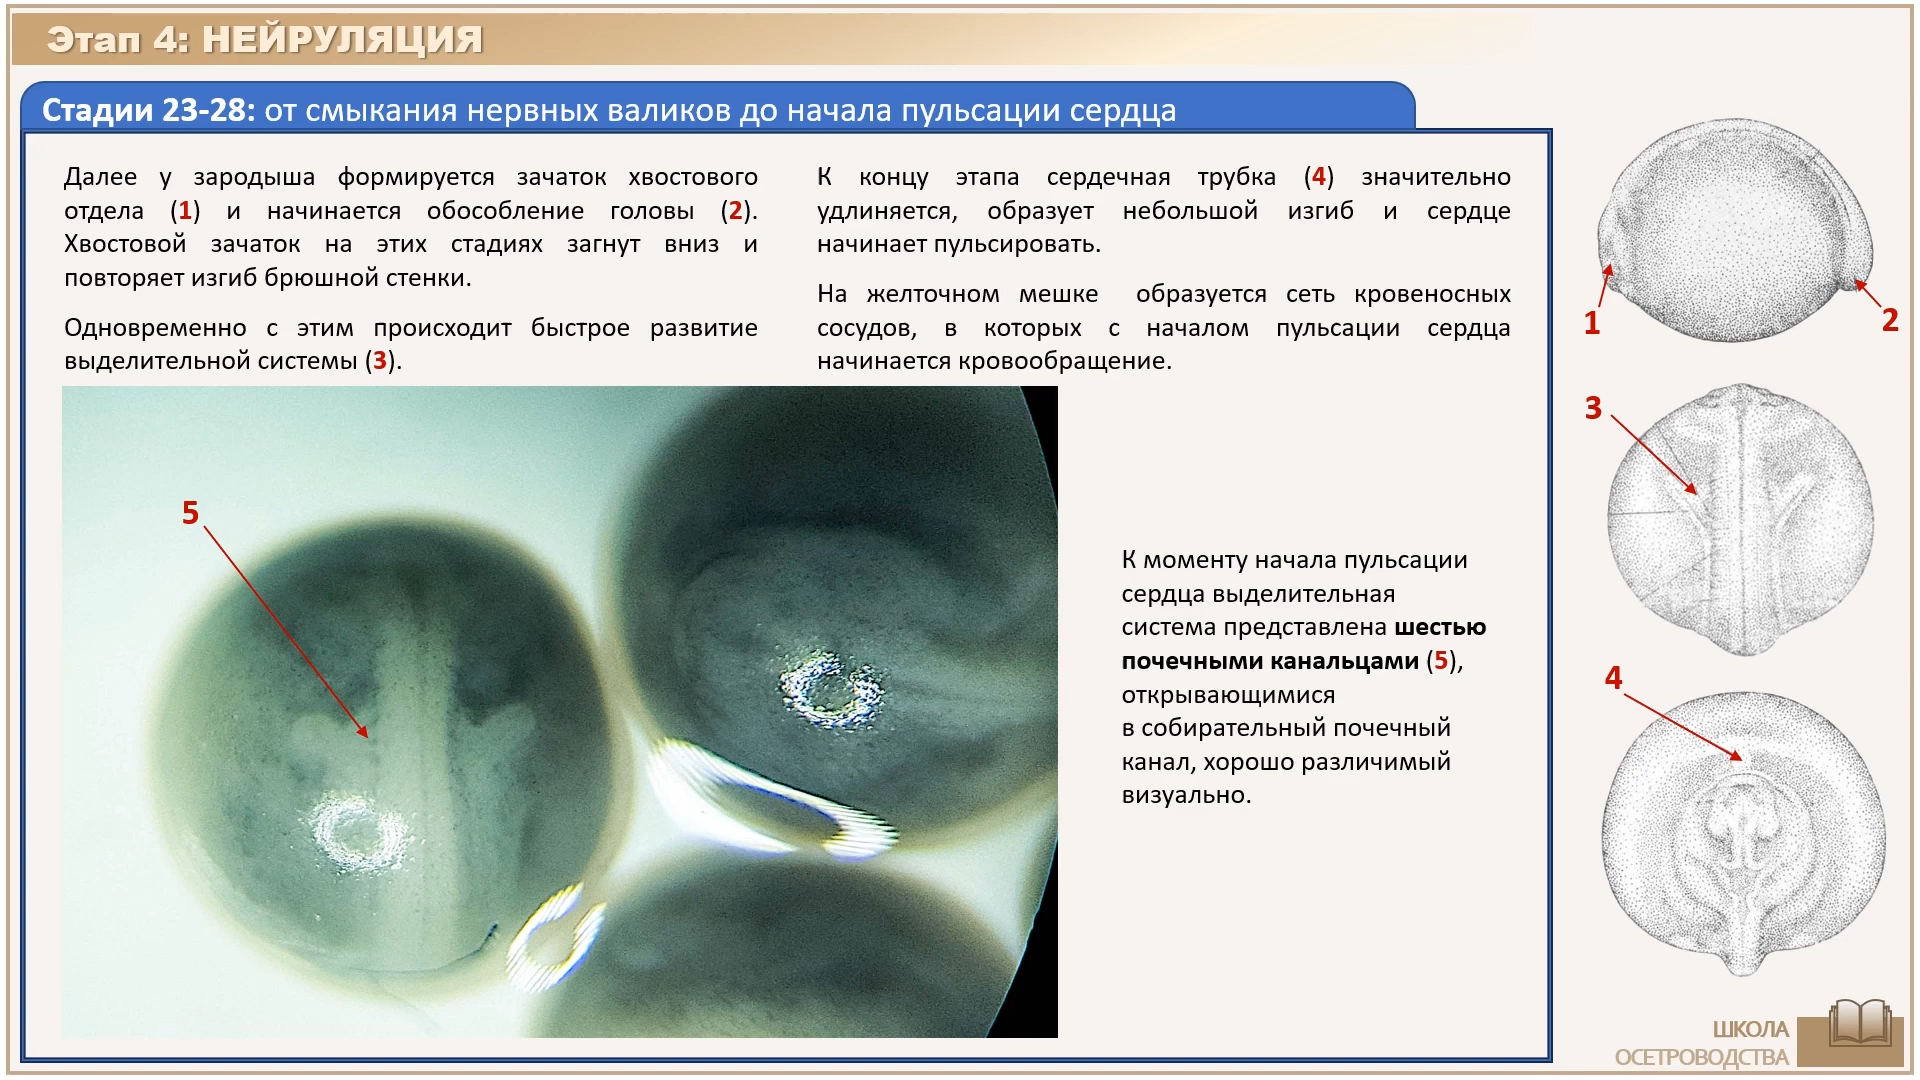 Этап 4: НЕЙРУЛЯЦИЯ
Стадии 23-28: от смыкания нервных валиков до начала пульсации сердца
Далее у зародыша формируется зачаток хвостового
отдела (1) и начинается обособление головы (2).
Хвостовой зачаток на этих стадиях загнут вниз и
повторяет изгиб брюшной стенки.
Одновременно с этим происходит быстрое развитие
выделительной системы (3).
К концу этапа сердечная трубка (4) значительно
удлиняется, образует небольшой изгиб и сердце
начинает пульсировать.
На желточном мешке образуется сеть кровеносных
сосудов, в которых с началом пульсации сердца
начинается кровообращение.
5
К моменту начала пульсации
сердца выделительная
система представлена шестью
почечными канальцами (5),
открывающимися
в собирательный почечный
канал, хорошо различимый
визуально.
1
2
3
4
ШКОЛА
ОСЕТРОВОДСТВА